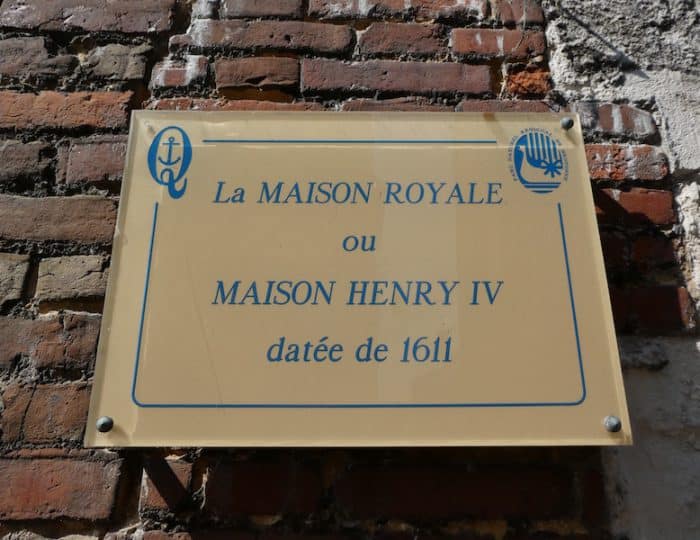 Q
La MAISON ROYALE
ou
MAISON HENRY IV
datée de 1611